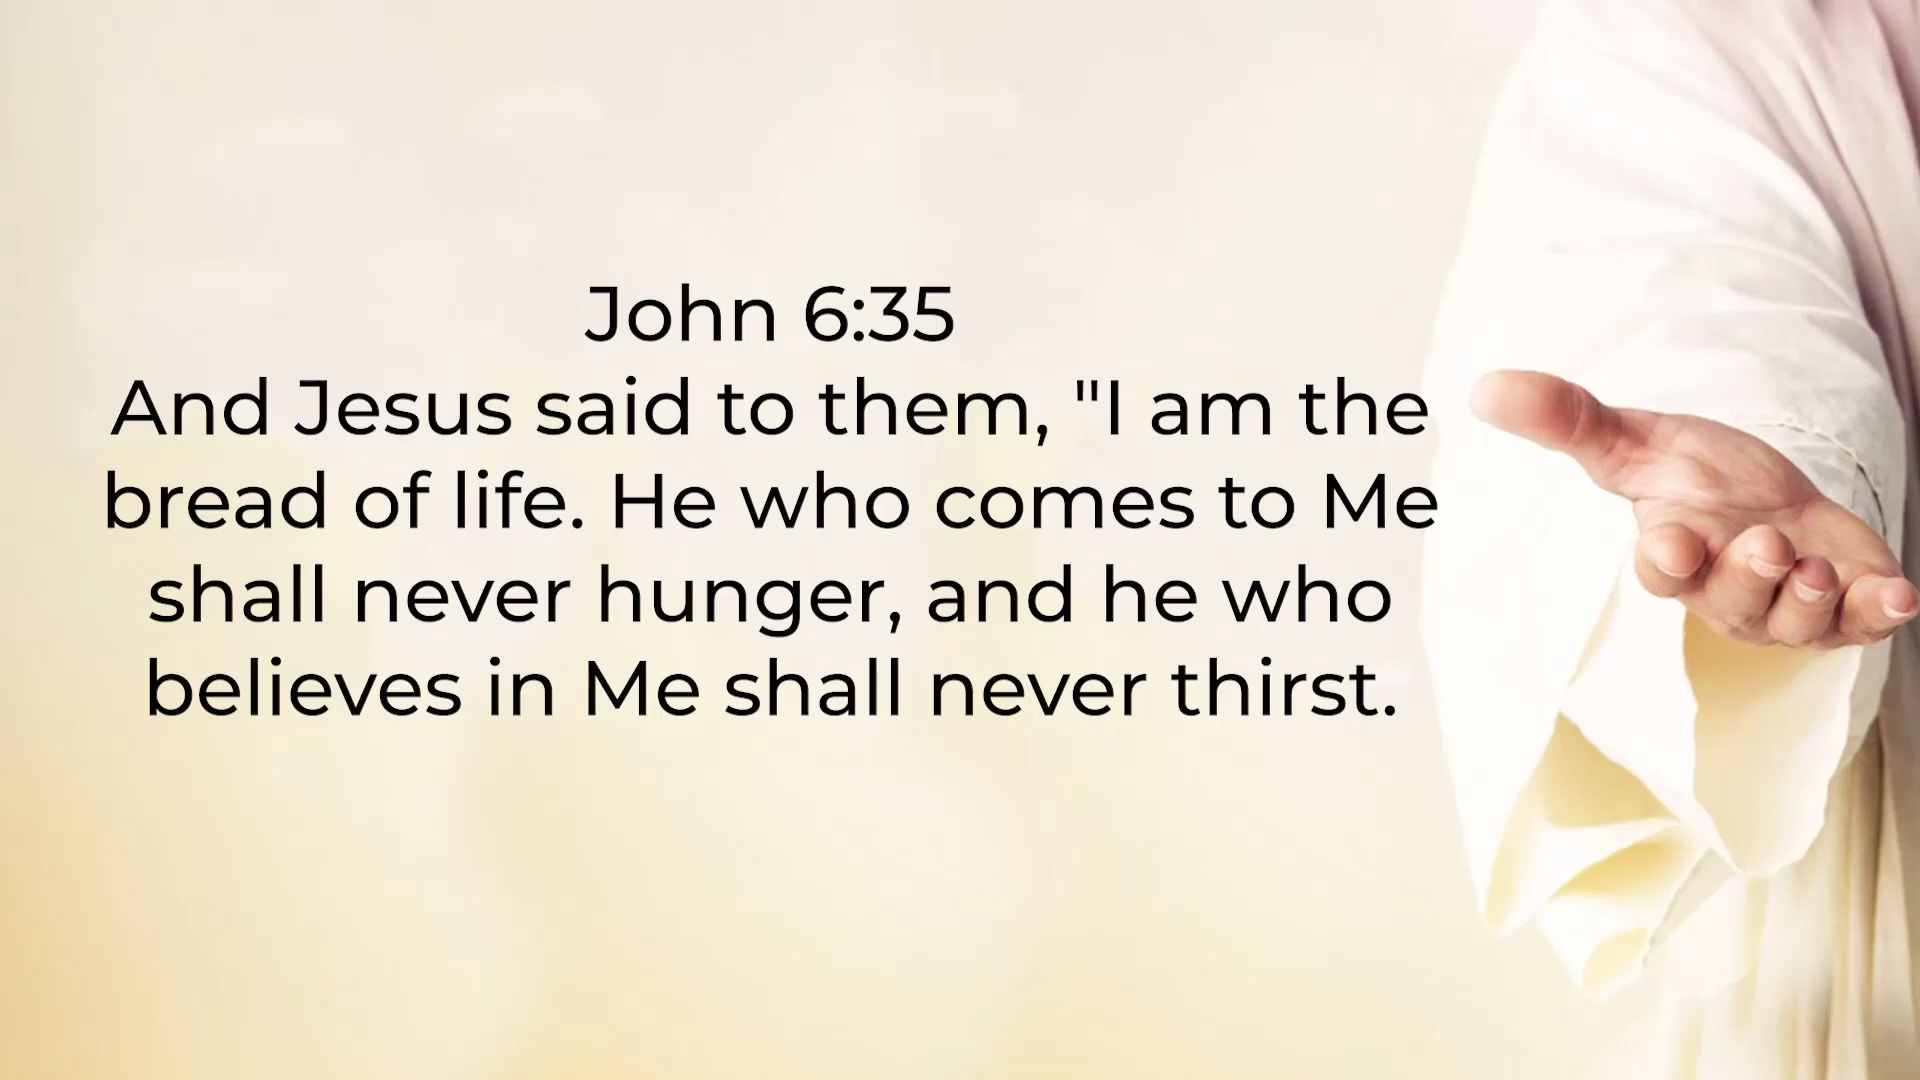 John 6:35
And Jesus said to them, "I am the
bread of life. He who comes to Me
shall never hunger, and he who
believes in Me shall never thirst.